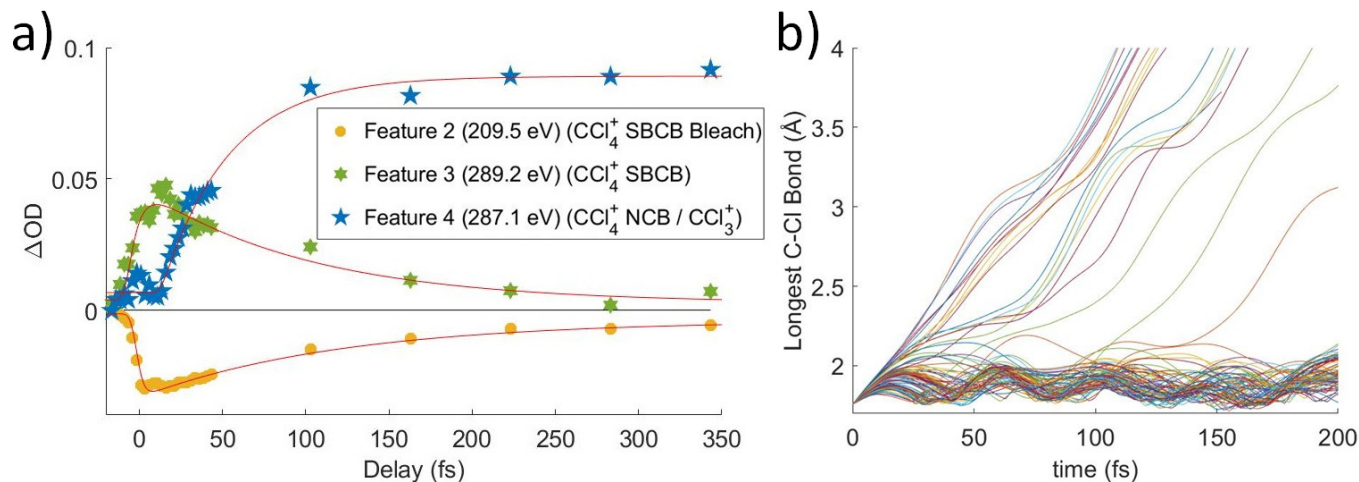 a)
0.1
0.05
0
ΔOD
Feature 2 (209.5 eV) (CCl₄⁺ SBCB Bleach)
Feature 3 (289.2 eV) (CCl₄⁺ SBCB)
Feature 4 (287.1 eV) (CCl₄⁺ NCB / CCl₃⁺)
0 50 100 150 200 250 300 350
Delay (fs)
b)
4
3.5
3
2.5
2
Longest C-Cl Bond (Å)
0 50 100 150 200
time (fs)